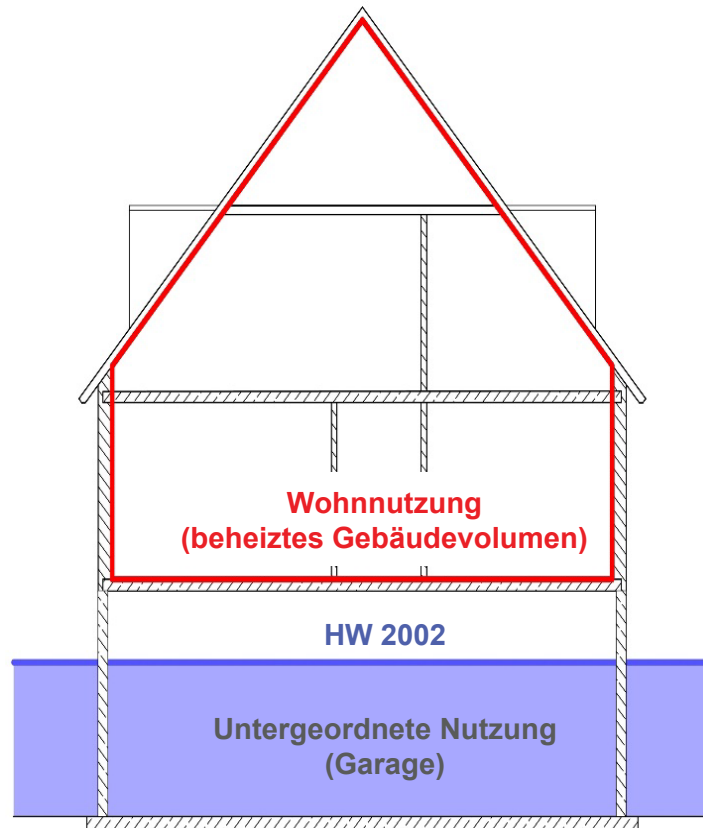 Wohnnutzung
(beheiztes Gebäudevolumen)
HW 2002
Untergeordnete Nutzung
(Garage)